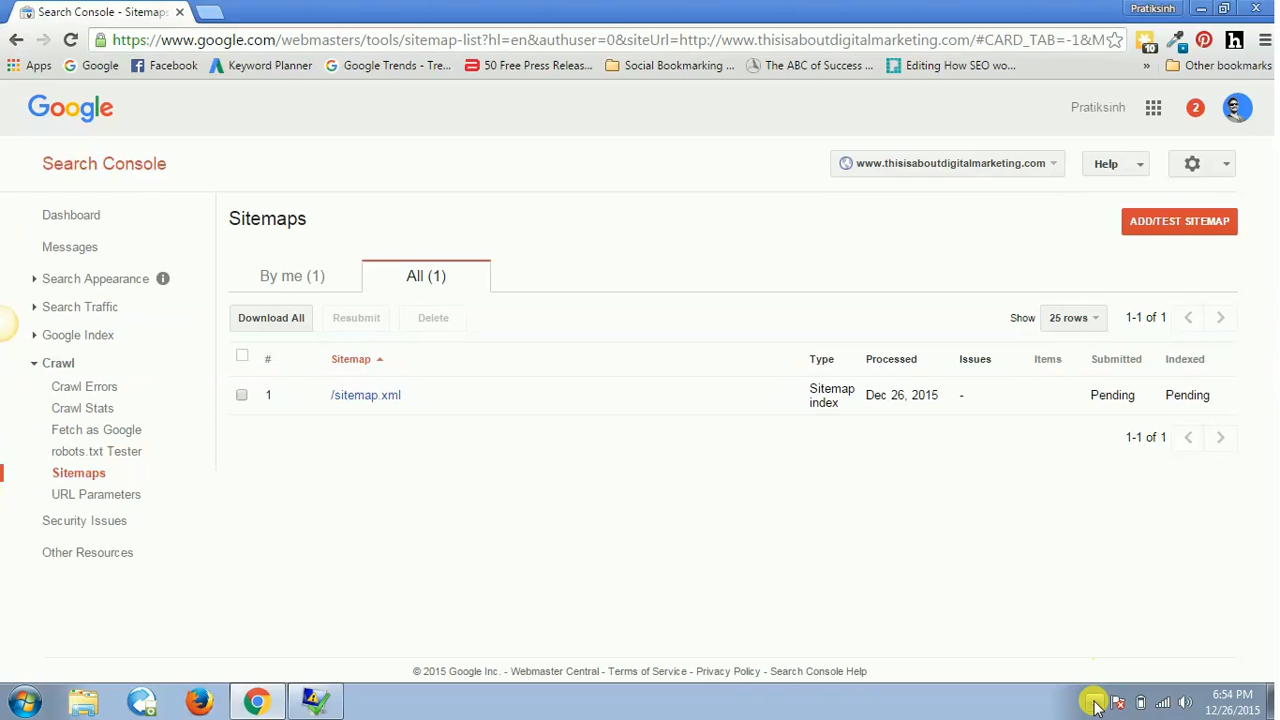 Search Console - Sitemaps
Pratiksinh
https://www.google.com/webmasters/tools/sitemap-list?hl=en&authuser=0&siteUrl=http://www.thisisaboutdigitalmarketing.com/#CARD_TAB=-1&M
10
Apps Google Facebook Keyword Planner Google Trends - Tre... 50 Free Press Releas... Social Bookmarking ... The ABC of Success ... Editing How SEO wo... » Other bookmarks
Google
Pratiksinh 2
Search Console
www.thisisaboutdigitalmarketing.com Help
Dashboard
Messages
Search Appearance i
Search Traffic
Google Index
Crawl
Crawl Errors
Crawl Stats
Fetch as Google
robots.txt Tester
Sitemaps
URL Parameters
Security Issues
Other Resources
Sitemaps
ADD/TEST SITEMAP
By me (1) All (1)
Download All Resubmit Delete Show 25 rows 1-1 of 1
# Sitemap Type Processed Issues Items Submitted Indexed
1 /sitemap.xml Sitemap index Dec 26, 2015 - Pending Pending
1-1 of 1
© 2015 Google Inc. - Webmaster Central - Terms of Service - Privacy Policy - Search Console Help
6:54 PM
12/26/2015